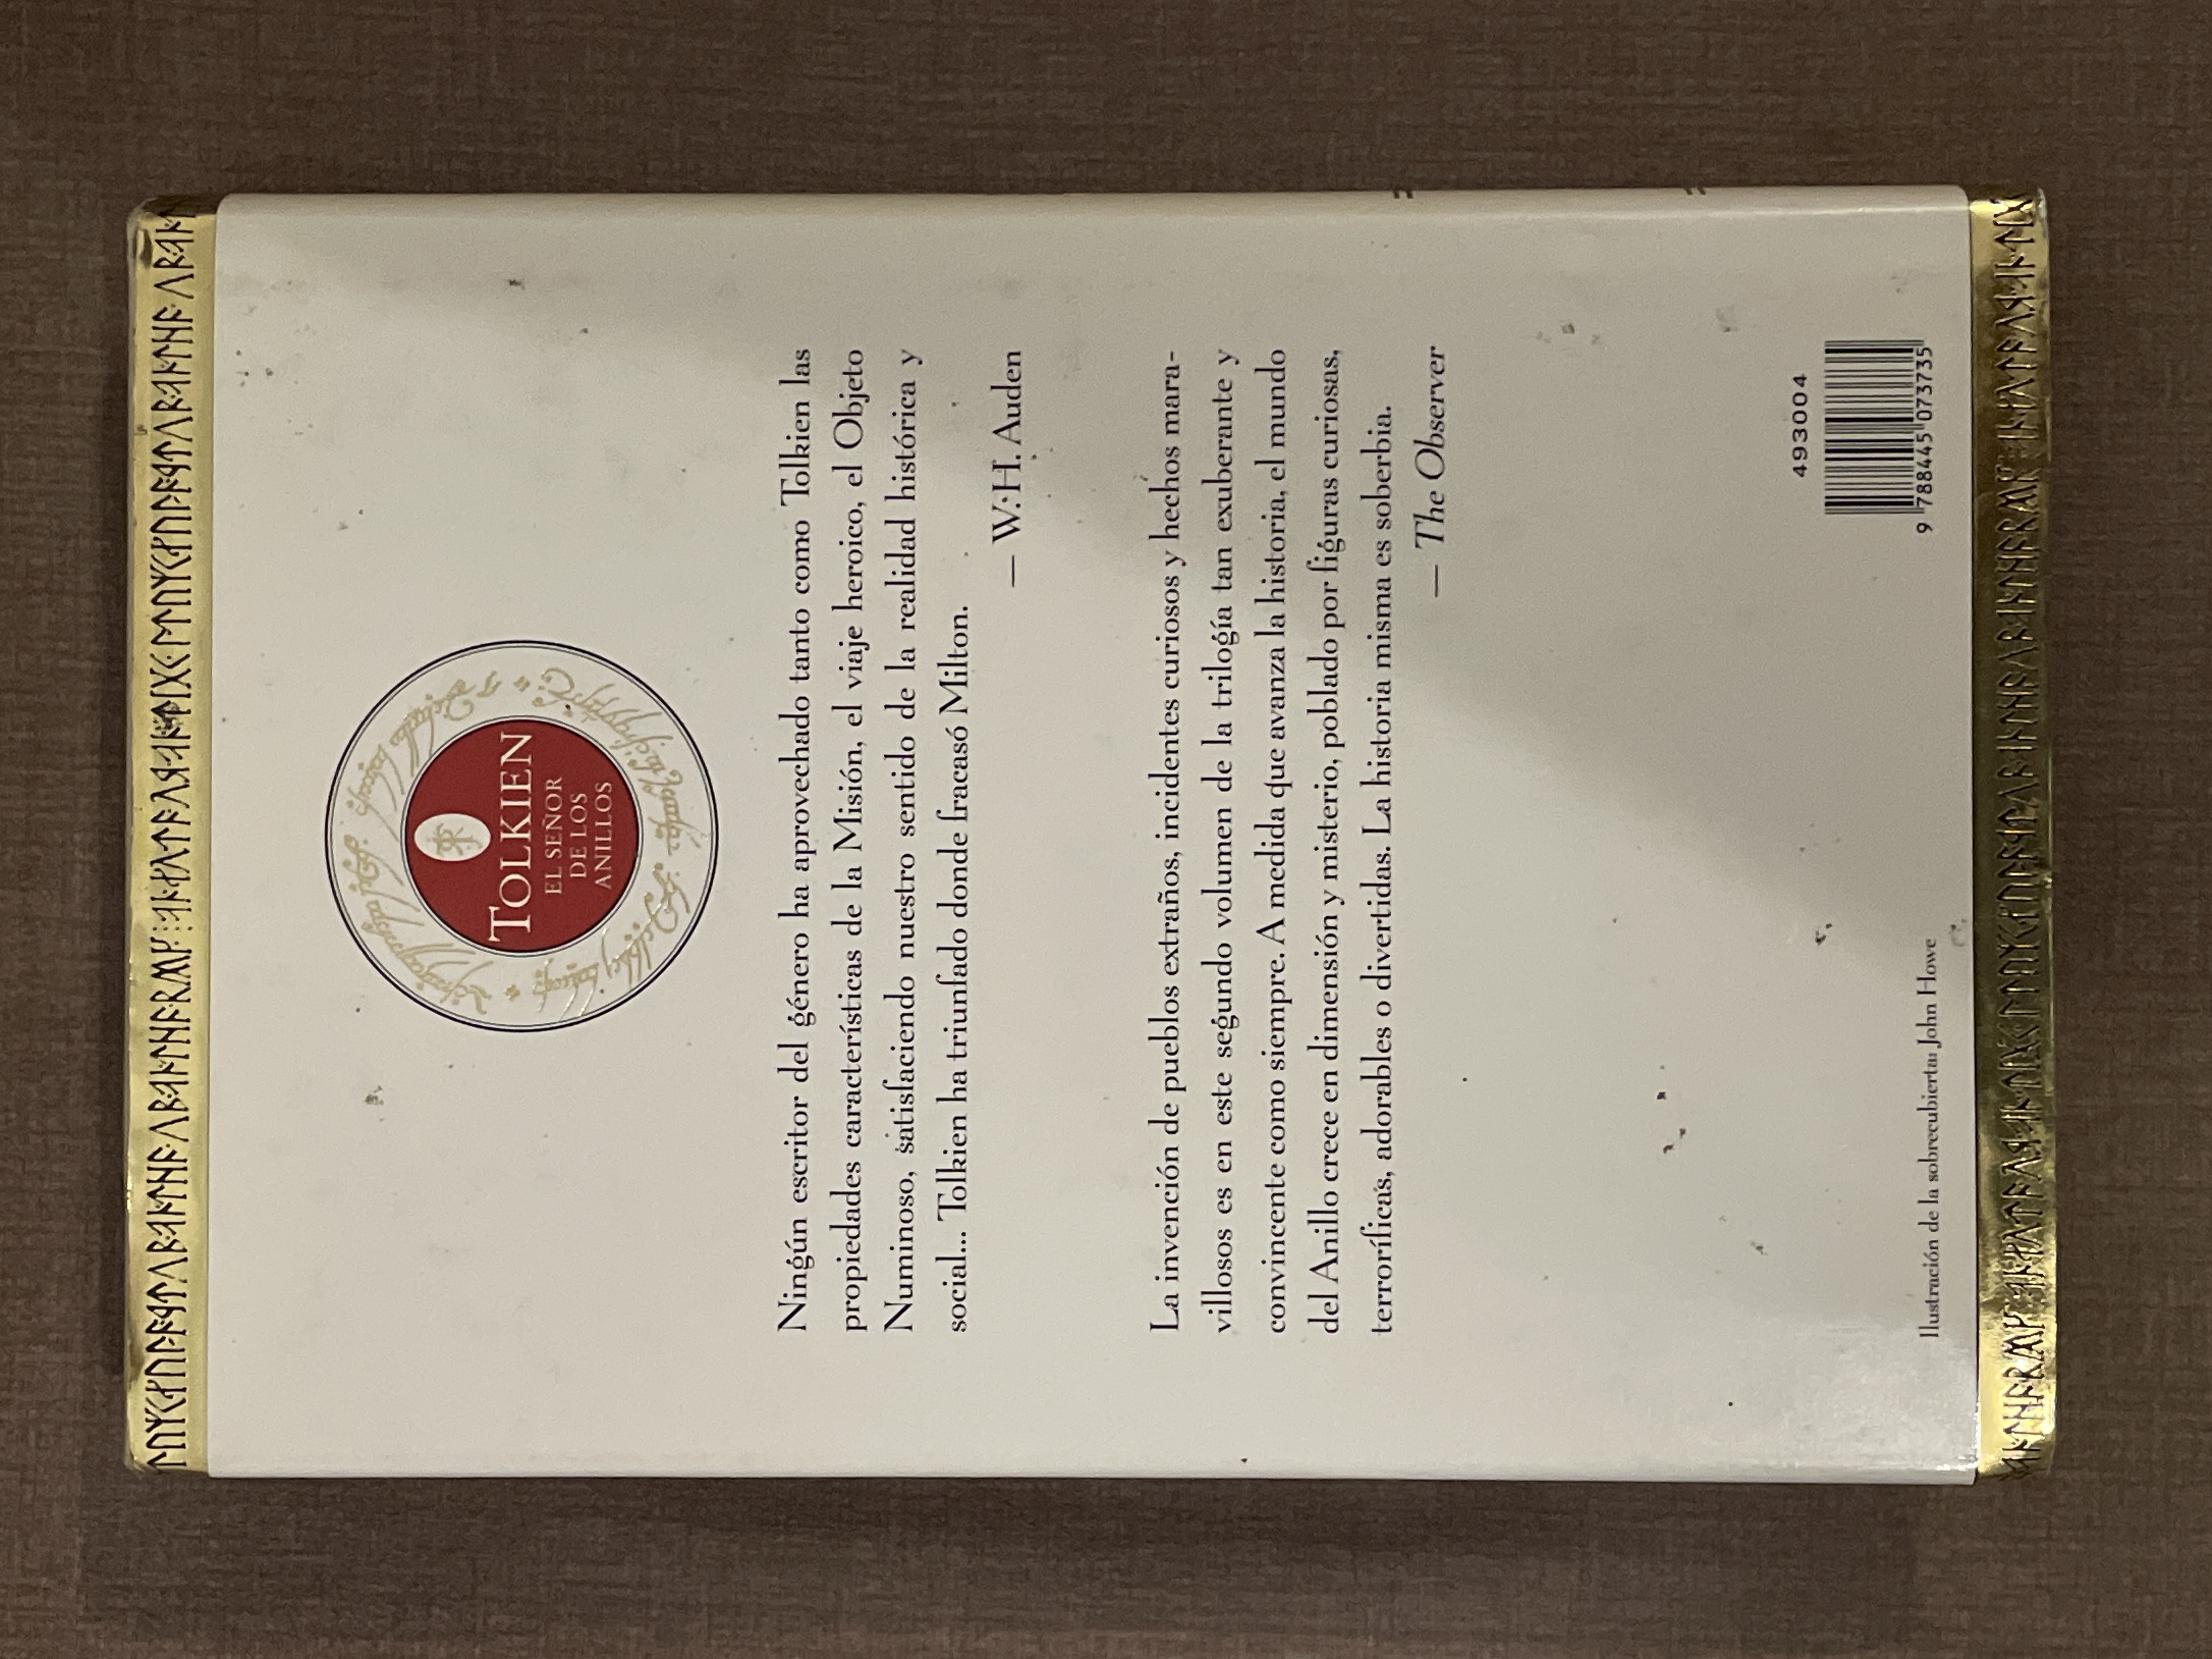 TOLKIEN
EL SEÑOR
DE LOS
ANILLOS
Ningún escritor del género ha aprovechado tanto como Tolkien las
propiedades características de la Misión, el viaje heroico, el Objeto
Numinoso, satisfaciendo nuestro sentido de la realidad histórica y
social... Tolkien ha triunfado donde fracasó Milton.
— W. H. Auden
La invención de pueblos extraños, incidentes curiosos y hechos mara-
villosos es en este segundo volumen de la trilogía tan exuberante y
convincente como siempre. A medida que avanza la historia, el mundo
del Anillo crece en dimensión y misterio, poblado por figuras curiosas,
terroríficas, adorables o divertidas. La historia misma es soberbia.
— The Observer
493004
9 788445 073735
Ilustración de la sobrecubierta: John Howe